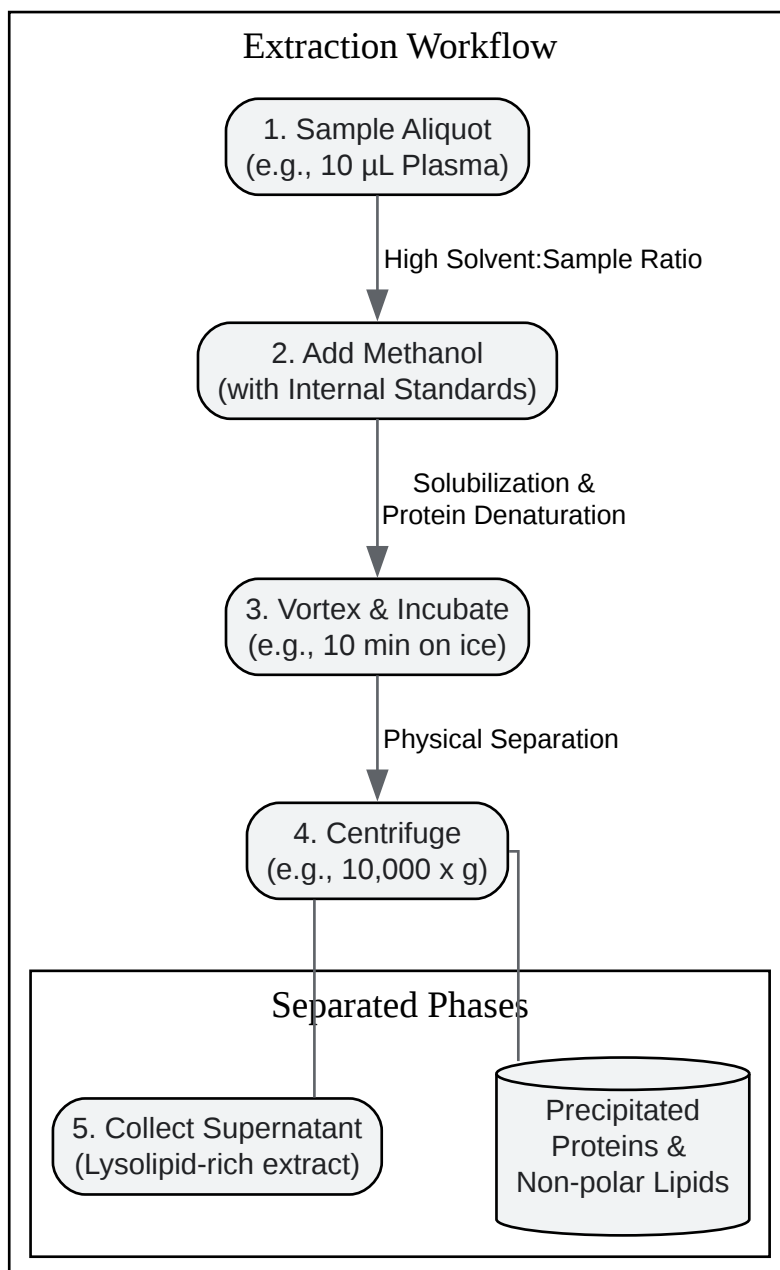 Extraction Workflow
1. Sample Aliquot
(e.g., 10 µL Plasma)
High Solvent:Sample Ratio
2. Add Methanol
(with Internal Standards)
Solubilization &
Protein Denaturation
3. Vortex & Incubate
(e.g., 10 min on ice)
Physical Separation
4. Centrifuge
(e.g., 10,000 x g)
Separated Phases
5. Collect Supernatant
(Lysolipid-rich extract)
Precipitated
Proteins &
Non-polar Lipids